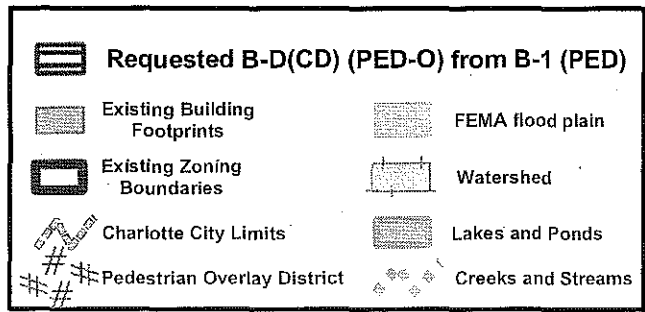 Requested B-D(CD) (PED-O) from B-1 (PED)
Existing Building
Footprints
FEMA flood plain
Existing Zoning
Boundaries
Watershed
Charlotte City Limits
Lakes and Ponds
Pedestrian Overlay District
Creeks and Streams